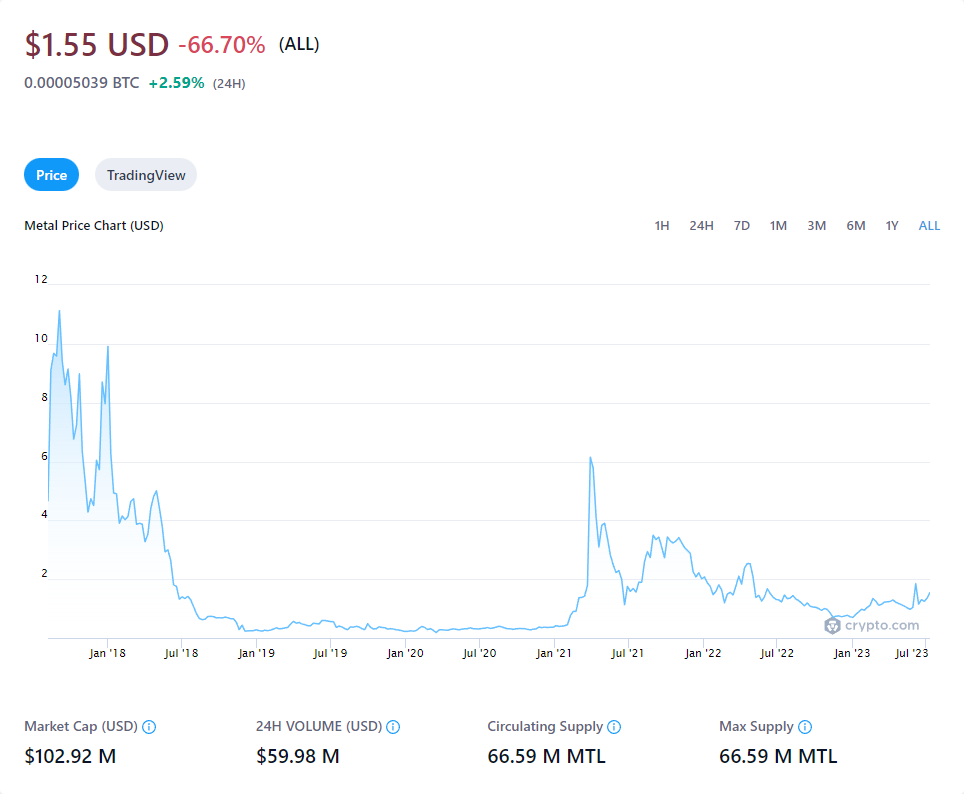 $1.55 USD -66.70% (ALL)
0.00005039 BTC +2.59% (24H)
Price TradingView
Metal Price Chart (USD) 1H 24H 7D 1M 3M 6M 1Y ALL
12
10
8
6
4
2
crypto.com
Jan '18 Jul '18 Jan '19 Jul '19 Jan '20 Jul '20 Jan '21 Jul '21 Jan '22 Jul '22 Jan '23 Jul '23
Market Cap (USD) 24H VOLUME (USD) Circulating Supply Max Supply
$102.92 M $59.98 M 66.59 M MTL 66.59 M MTL